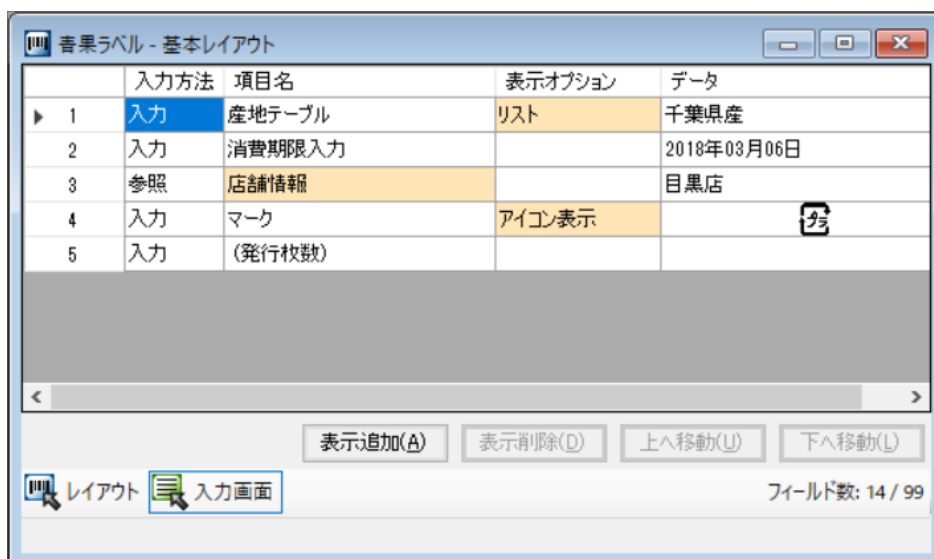 青果ラベル - 基本レイアウト
入力方法 項目名 表示オプション データ
1 入力 産地テーブル リスト 千葉県産
2 入力 消費期限入力 2018年03月06日
3 参照 店舗情報 目黒店
4 入力 マーク アイコン表示 プラ
5 入力 (発行枚数)
表示追加(A) 表示削除(D) 上へ移動(U) 下へ移動(L)
レイアウト 入力画面 フィールド数: 14 / 99